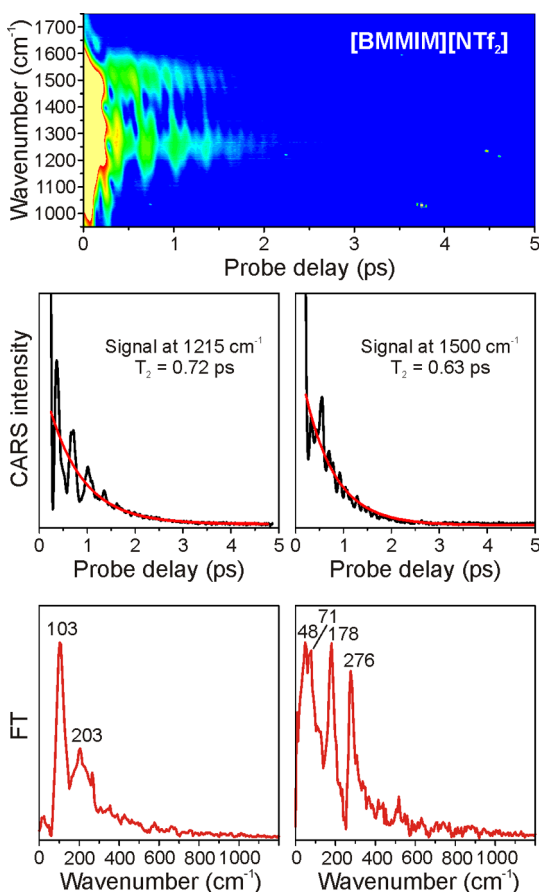 [BMMIM][NTf2]
Wavenumber (cm-1)
1700
1600
1500
1400
1300
1200
1100
1000
0 1 2 3 4 5
Probe delay (ps)
CARS intensity
Signal at 1215 cm-1
T2 = 0.72 ps
0 1 2 3 4 5
Probe delay (ps)
Signal at 1500 cm-1
T2 = 0.63 ps
0 1 2 3 4 5
Probe delay (ps)
FT
103
203
0 200 400 600 800 1000
Wavenumber (cm-1)
48 71 178
276
0 200 400 600 800 1000
Wavenumber (cm-1)